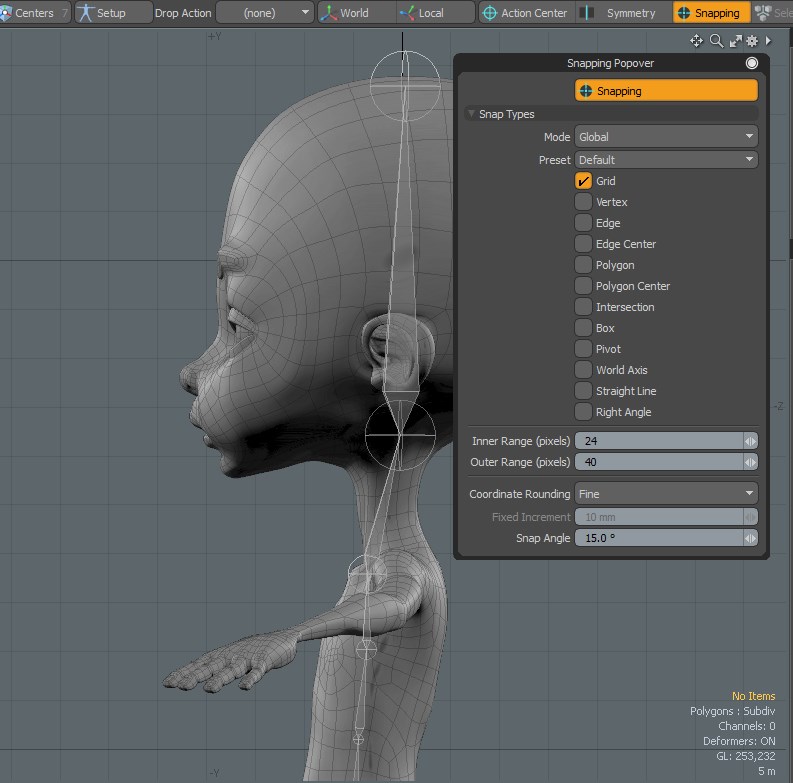 Centers 7 Setup Drop Action (none) World Local Action Center Symmetry Snapping Sele
+Y
Snapping Popover
Snapping
Snap Types
Mode Global
Preset Default
Grid
Vertex
Edge
Edge Center
Polygon
Polygon Center
Intersection
Box
Pivot
World Axis
Straight Line
Right Angle
-Z
Inner Range (pixels) 24
Outer Range (pixels) 40
Coordinate Rounding Fine
Fixed Increment 10 mm
Snap Angle 15.0 °
No Items
Polygons : Subdiv
Channels: 0
Deformers: ON
GL: 253,232
5 m
-Y